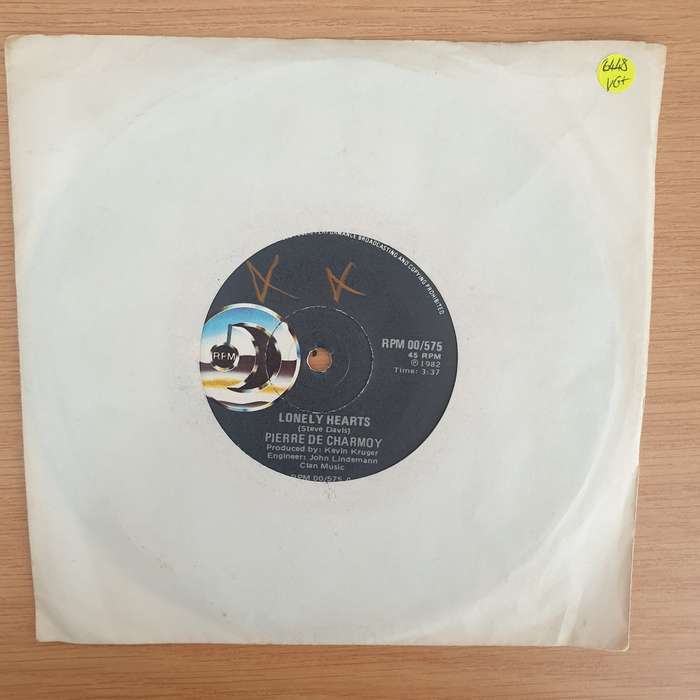 6448
VG+
PERFORMANCE BROADCASTING AND COPYING PROHIBITED.
RPM
RPM 00/575
45 RPM
Ⓟ 1982
Time: 3:37
LONELY HEARTS
(Steve Davis)
PIERRE DE CHARMOY
Produced by: Kevin Kruger
Engineer: John Lindemann
Clan Music
RPM 00/575